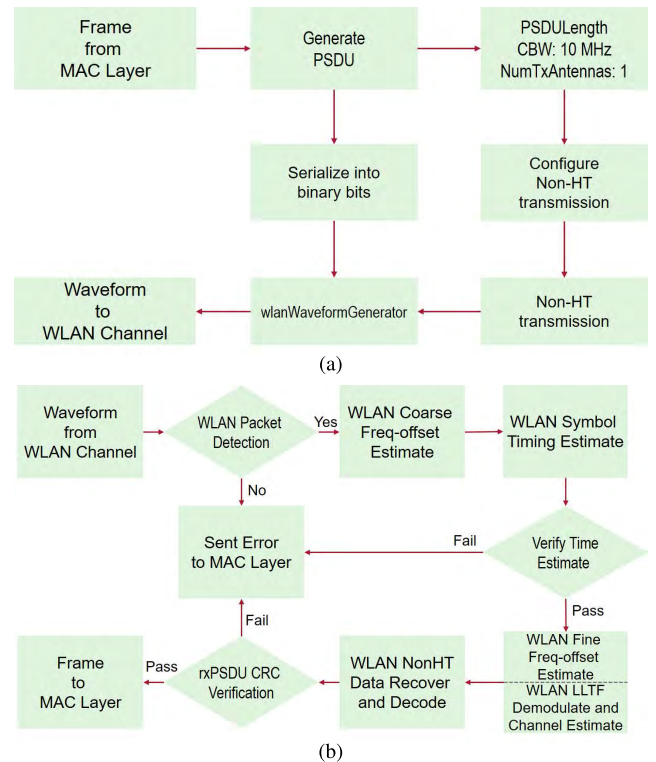 Frame
from
MAC Layer
Generate
PSDU
PSDULength
CBW: 10 MHz
NumTxAntennas: 1
Serialize into
binary bits
Configure
Non-HT
transmission
Waveform
to
WLAN Channel
wlanWaveformGenerator
Non-HT
transmission
(a)
Waveform
from
WLAN Channel
WLAN Packet
Detection
Yes
WLAN Coarse
Freq-offset
Estimate
WLAN Symbol
Timing Estimate
No
Sent Error
to MAC Layer
Fail
Verify Time
Estimate
Pass
Fail
Frame
to
MAC Layer
Pass
rxPSDU CRC
Verification
WLAN NonHT
Data Recover
and Decode
WLAN Fine
Freq-offset
Estimate
WLAN LLTF
Demodulate and
Channel Estimate
(b)